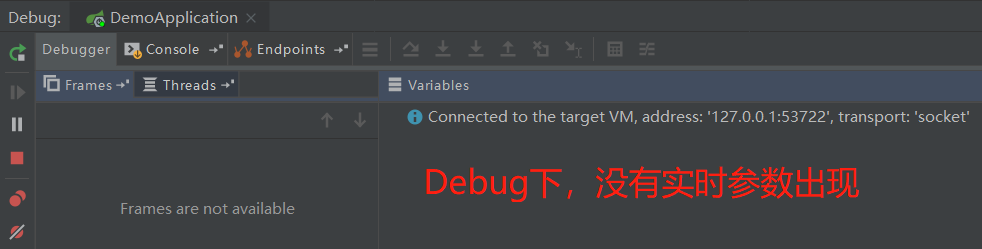 Debug: DemoApplication
Debugger Console Endpoints
Frames Threads Variables
Connected to the target VM, address: '127.0.0.1:53722', transport: 'socket'
Debug下，没有实时参数出现
Frames are not available